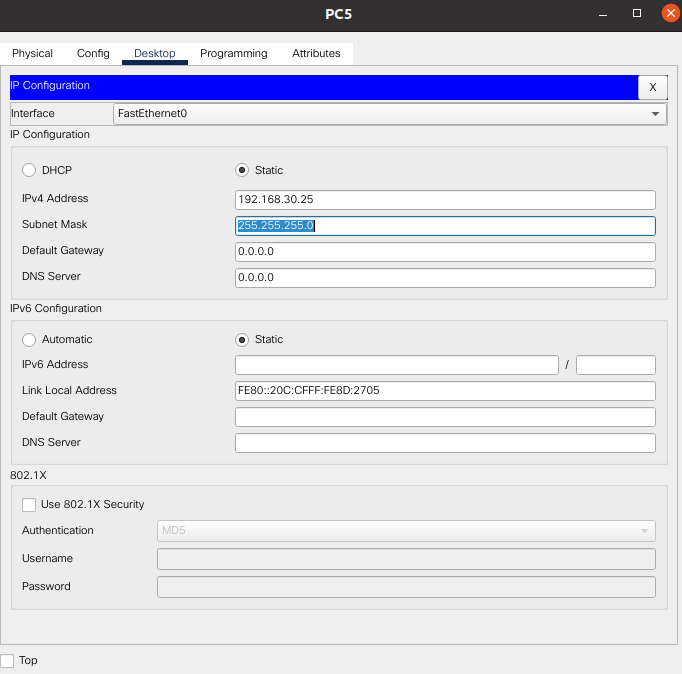 PC5
Physical Config Desktop Programming Attributes
IP Configuration X
Interface FastEthernet0
IP Configuration
DHCP Static
IPv4 Address 192.168.30.25
Subnet Mask 255.255.255.0
Default Gateway 0.0.0.0
DNS Server 0.0.0.0
IPv6 Configuration
Automatic Static
IPv6 Address /
Link Local Address FE80::20C:CFFF:FE8D:2705
Default Gateway
DNS Server
802.1X
Use 802.1X Security
Authentication MD5
Username
Password
Top